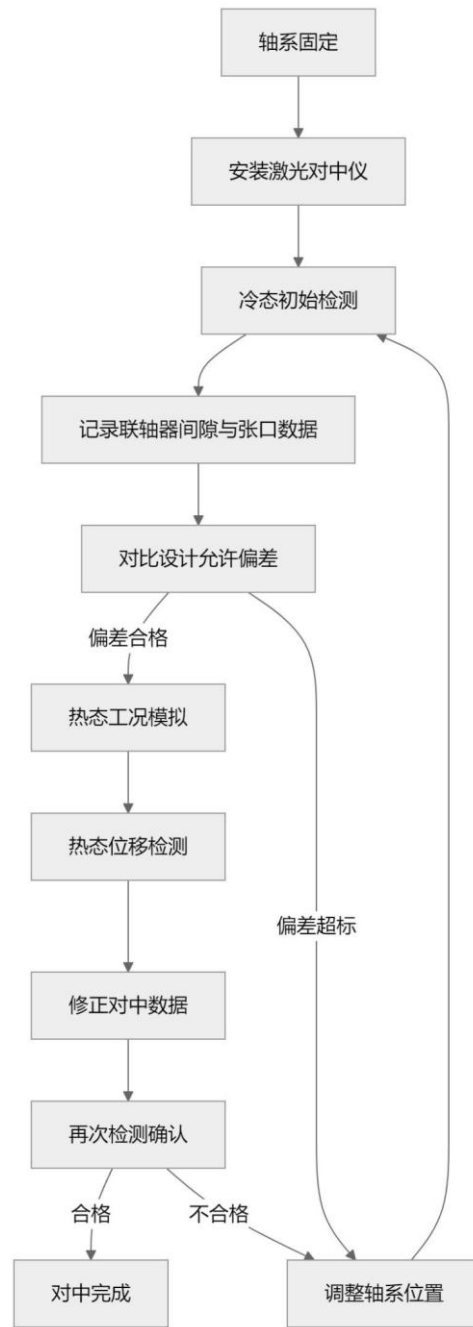 轴系固定
安装激光对中仪
冷态初始检测
记录联轴器间隙与张口数据
对比设计允许偏差
偏差合格
热态工况模拟
热态位移检测
偏差超标
修正对中数据
再次检测确认
合格
不合格
对中完成
调整轴系位置